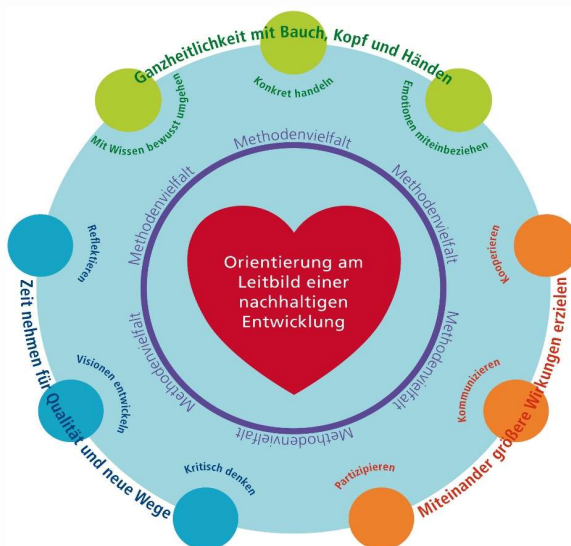 Ganzheitlichkeit mit Bauch, Kopf und Händen
Mit Wissen bewusst umgehen
Konkret handeln
Emotionen miteinbeziehen
Methodenvielfalt
Methodenvielfalt
Methodenvielfalt
Reflektieren
Kooperieren
Orientierung am
Leitbild einer
nachhaltigen
Entwicklung
Zeit nehmen für Qualität und neue Wege
Miteinander größere Wirkungen erzielen
Methodenvielfalt
Methodenvielfalt
Visionen entwickeln
Kommunizieren
Methodenvielfalt
Kritisch denken
Partizipieren